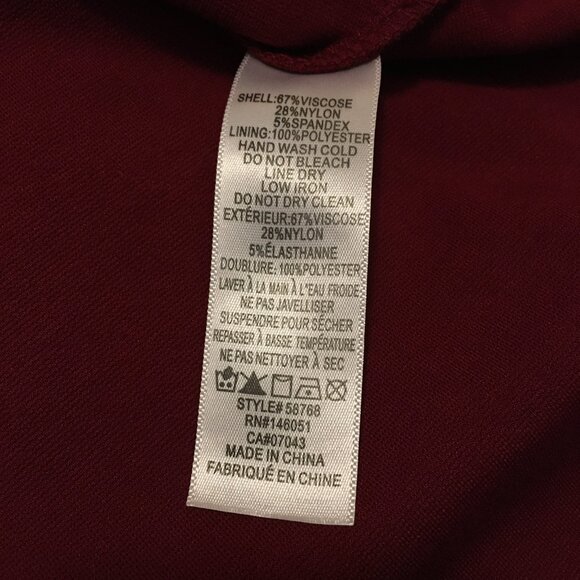 SHELL:67%VISCOSE
28%NYLON
5%SPANDEX
LINING:100%POLYESTER
HAND WASH COLD
DO NOT BLEACH
LINE DRY
LOW IRON
DO NOT DRY CLEAN
EXTÉRIEUR:67%VISCOSE
28%NYLON
5%ÉLASTHANNE
DOUBLURE:100%POLYESTER
LAVER À LA MAIN À L'EAU FROIDE
NE PAS JAVELLISER
SUSPENDRE POUR SÉCHER
REPASSER À BASSE TEMPÉRATURE
NE PAS NETTOYER À SEC
STYLE#58768
RN#146051
CA#07043
MADE IN CHINA
FABRIQUÉ EN CHINE